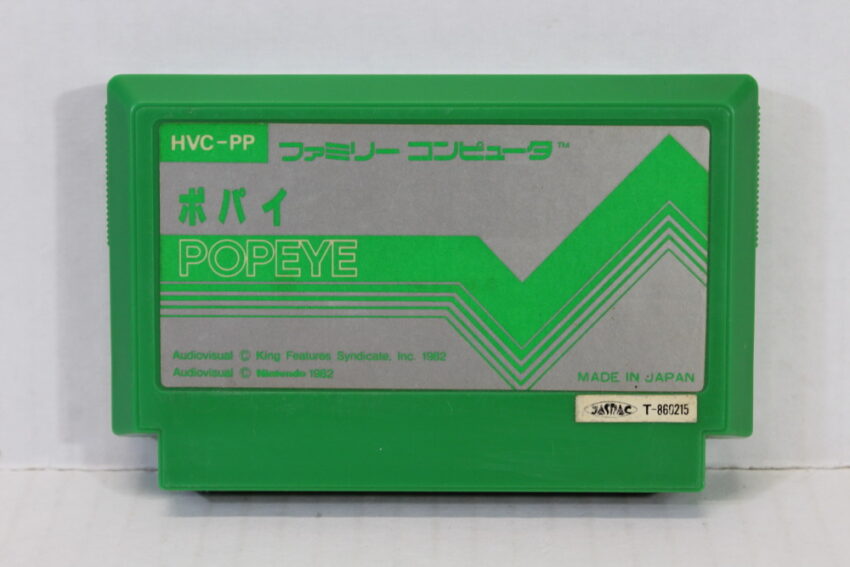 HVC-PP ファミリー コンピュータ™
ポパイ
POPEYE
Audiovisual © King Features Syndicate, Inc. 1982
Audiovisual © Nintendo 1982
MADE IN JAPAN
JASPAC T-860215